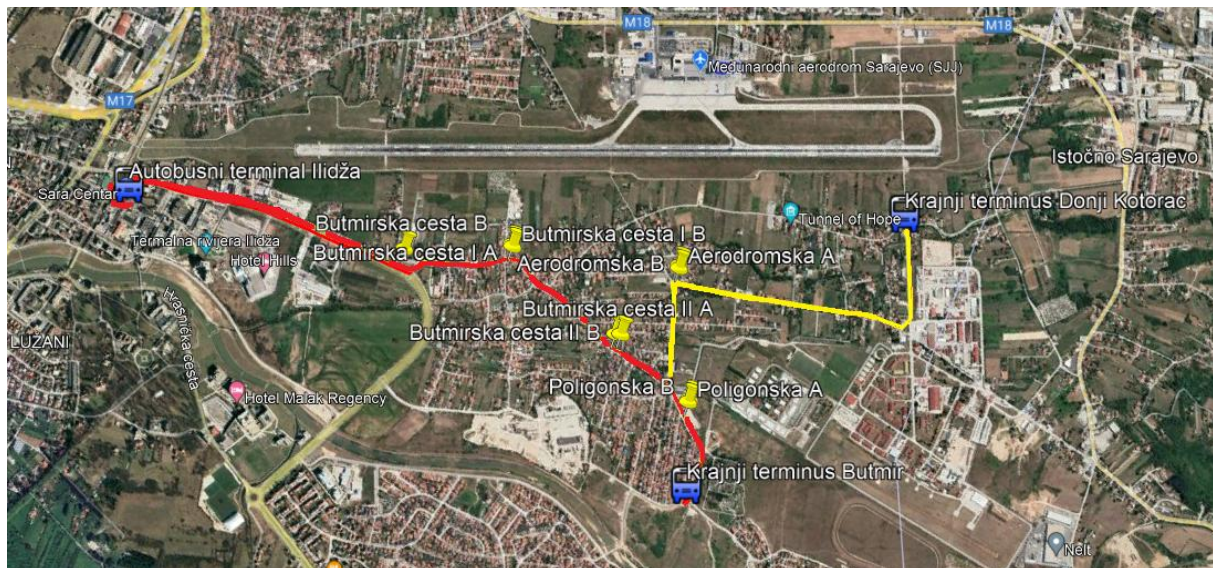 M18
M18
Međunarodni aerodrom Sarajevo (SJJ)
M17
Istočno Sarajevo
Autobusni terminal Ilidža
Sara Centar
Krajnji terminus Donji Kotorac
Tunnel of Hope
Butmirska cesta B
Butmirska cesta I B
Termalna rivijera Ilidža
Butmirska cesta I A
Aerodromska B
Aerodromska A
Hotel Hills
Hrasnička cesta
Butmirska cesta II A
Butmirska cesta II B
LUŽANI
Poligonska B
Poligonska A
Hotel Malak Regency
Krajnji terminus Butmir
Nelt